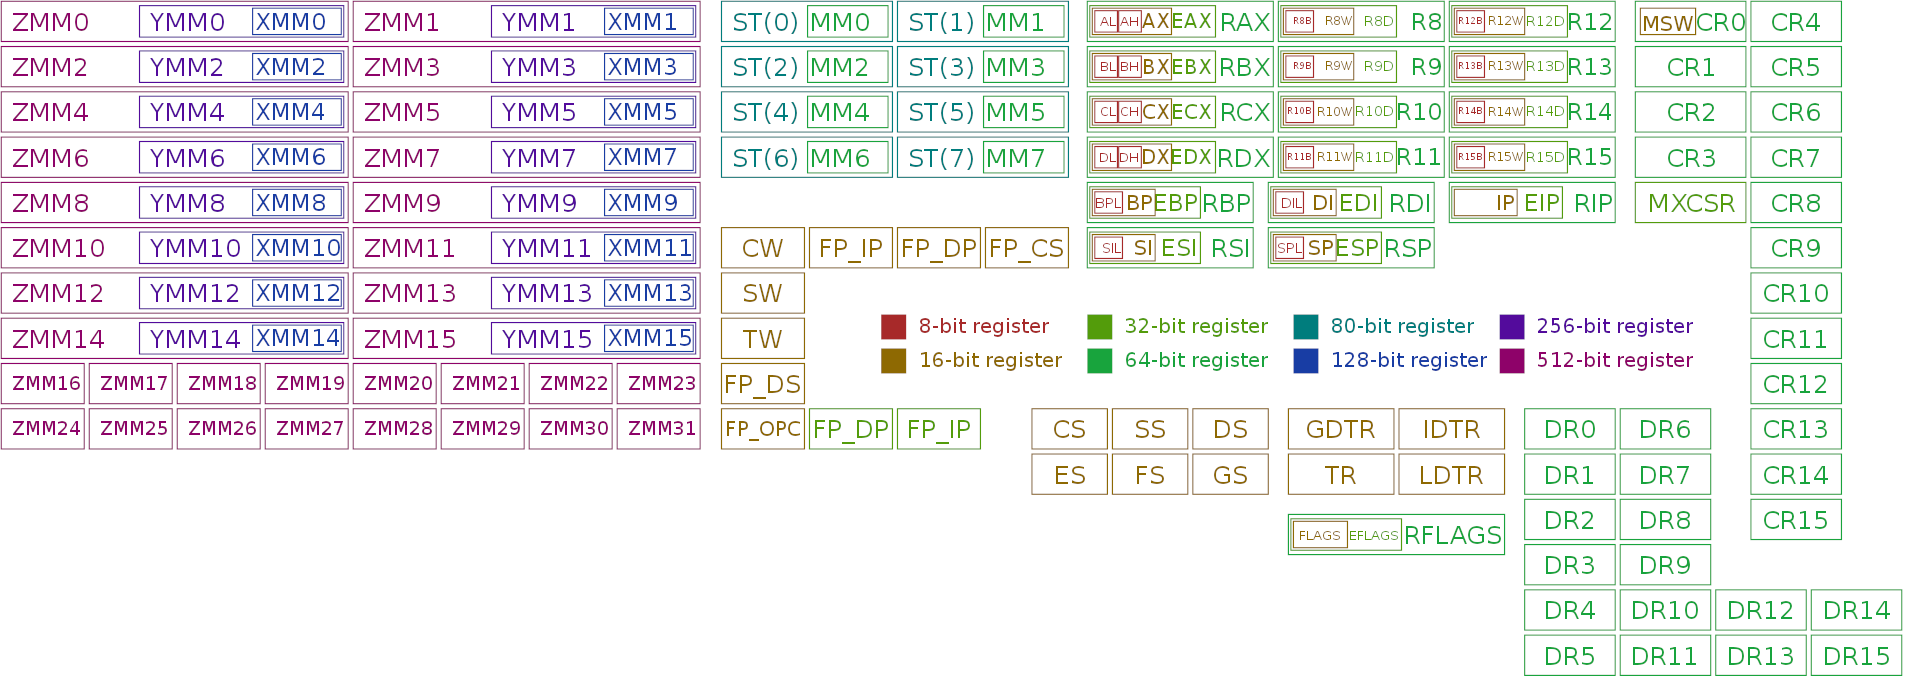 ZMM0 YMM0 XMM0 ZMM1 YMM1 XMM1 ST(0) MM0 ST(1) MM1 AL AH AX EAX RAX R8B R8W R8D R8 R12B R12W R12D R12 MSW CR0 CR4
ZMM2 YMM2 XMM2 ZMM3 YMM3 XMM3 ST(2) MM2 ST(3) MM3 BL BH BX EBX RBX R9B R9W R9D R9 R13B R13W R13D R13 CR1 CR5
ZMM4 YMM4 XMM4 ZMM5 YMM5 XMM5 ST(4) MM4 ST(5) MM5 CL CH CX ECX RCX R10B R10W R10D R10 R14B R14W R14D R14 CR2 CR6
ZMM6 YMM6 XMM6 ZMM7 YMM7 XMM7 ST(6) MM6 ST(7) MM7 DL DH DX EDX RDX R11B R11W R11D R11 R15B R15W R15D R15 CR3 CR7
ZMM8 YMM8 XMM8 ZMM9 YMM9 XMM9 BPL BP EBP RBP DIL DI EDI RDI IP EIP RIP MXCSR CR8
ZMM10 YMM10 XMM10 ZMM11 YMM11 XMM11 CW FP_IP FP_DP FP_CS SIL SI ESI RSI SPL SP ESP RSP CR9
ZMM12 YMM12 XMM12 ZMM13 YMM13 XMM13 SW CR10
ZMM14 YMM14 XMM14 ZMM15 YMM15 XMM15 TW 8-bit register 32-bit register 80-bit register 256-bit register CR11
16-bit register 64-bit register 128-bit register 512-bit register
ZMM16 ZMM17 ZMM18 ZMM19 ZMM20 ZMM21 ZMM22 ZMM23 FP_DS CR12
ZMM24 ZMM25 ZMM26 ZMM27 ZMM28 ZMM29 ZMM30 ZMM31 FP_OPC FP_DP FP_IP CS SS DS GDTR IDTR DR0 DR6 CR13
ES FS GS TR LDTR DR1 DR7 CR14
DR2 DR8 CR15
FLAGS EFLAGS RFLAGS
DR3 DR9
DR4 DR10 DR12 DR14
DR5 DR11 DR13 DR15